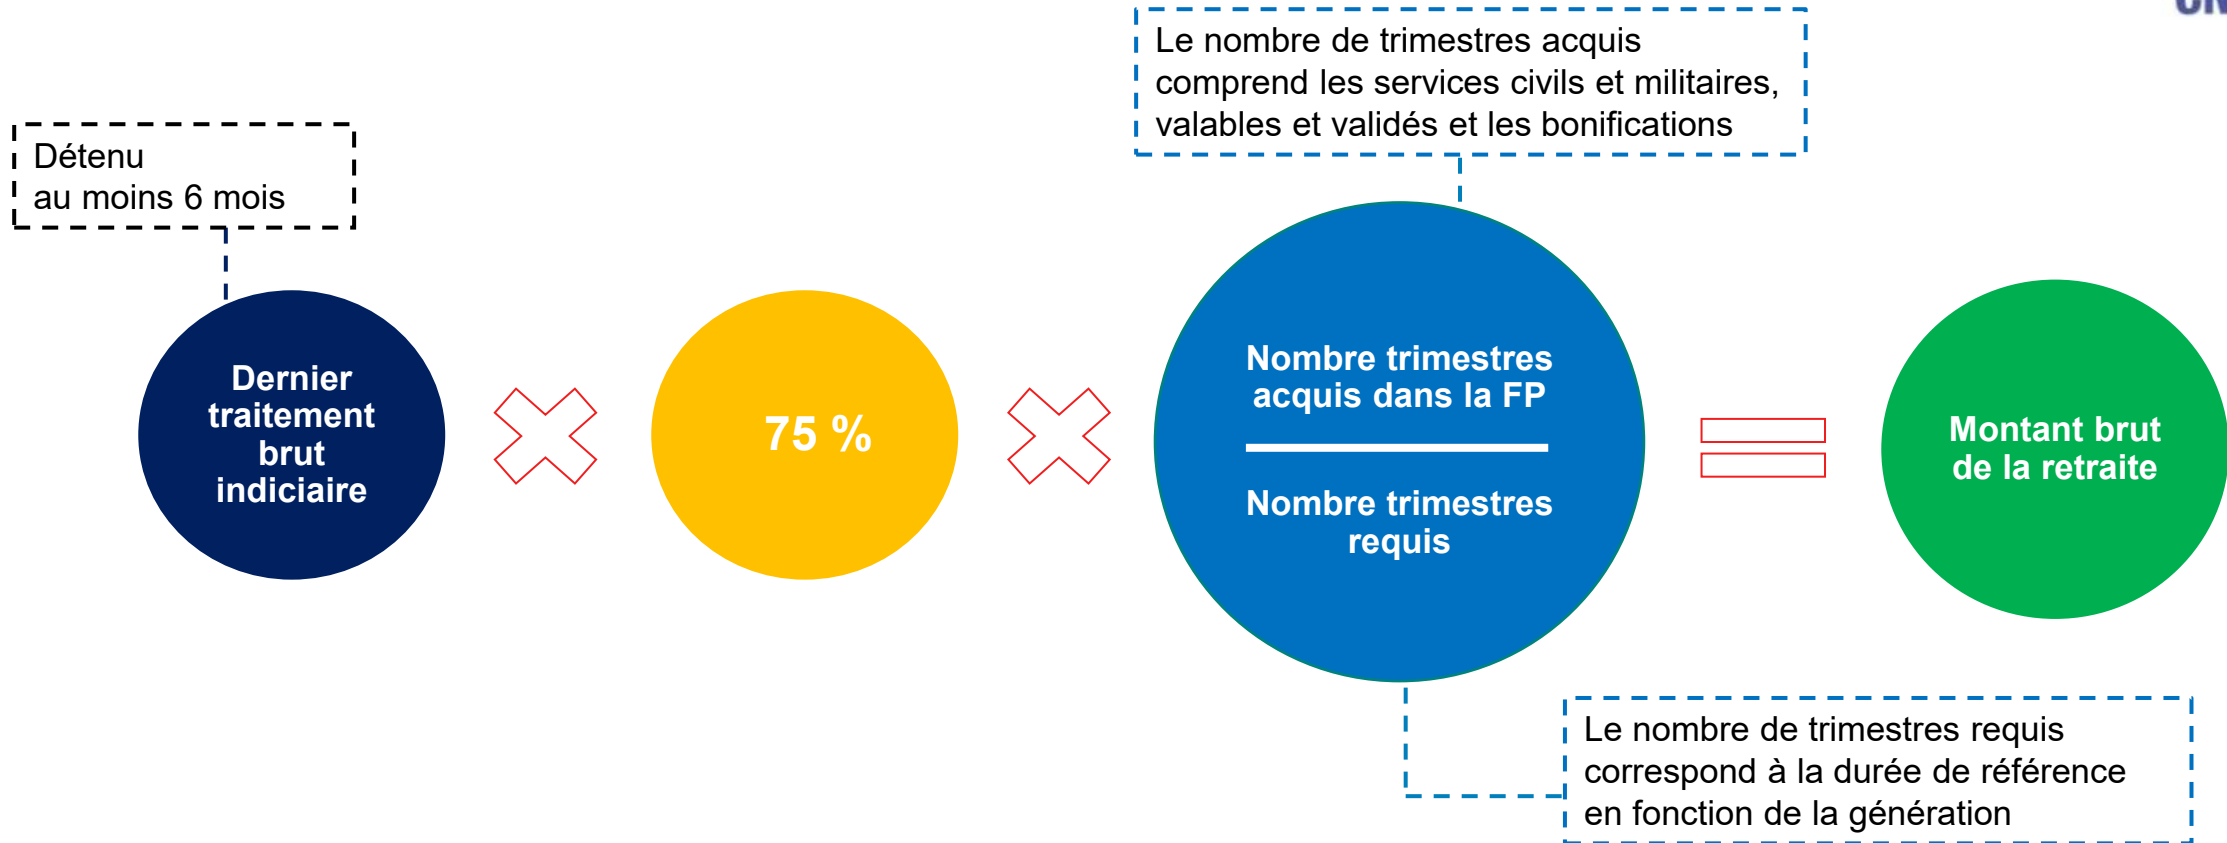 Le nombre de trimestres acquis
comprend les services civils et militaires,
valables et validés et les bonifications
Détenu
au moins 6 mois
Dernier
traitement
brut
indiciaire
75 %
Nombre trimestres
acquis dans la FP
Nombre trimestres
requis
Montant brut
de la retraite
Le nombre de trimestres requis
correspond à la durée de référence
en fonction de la génération